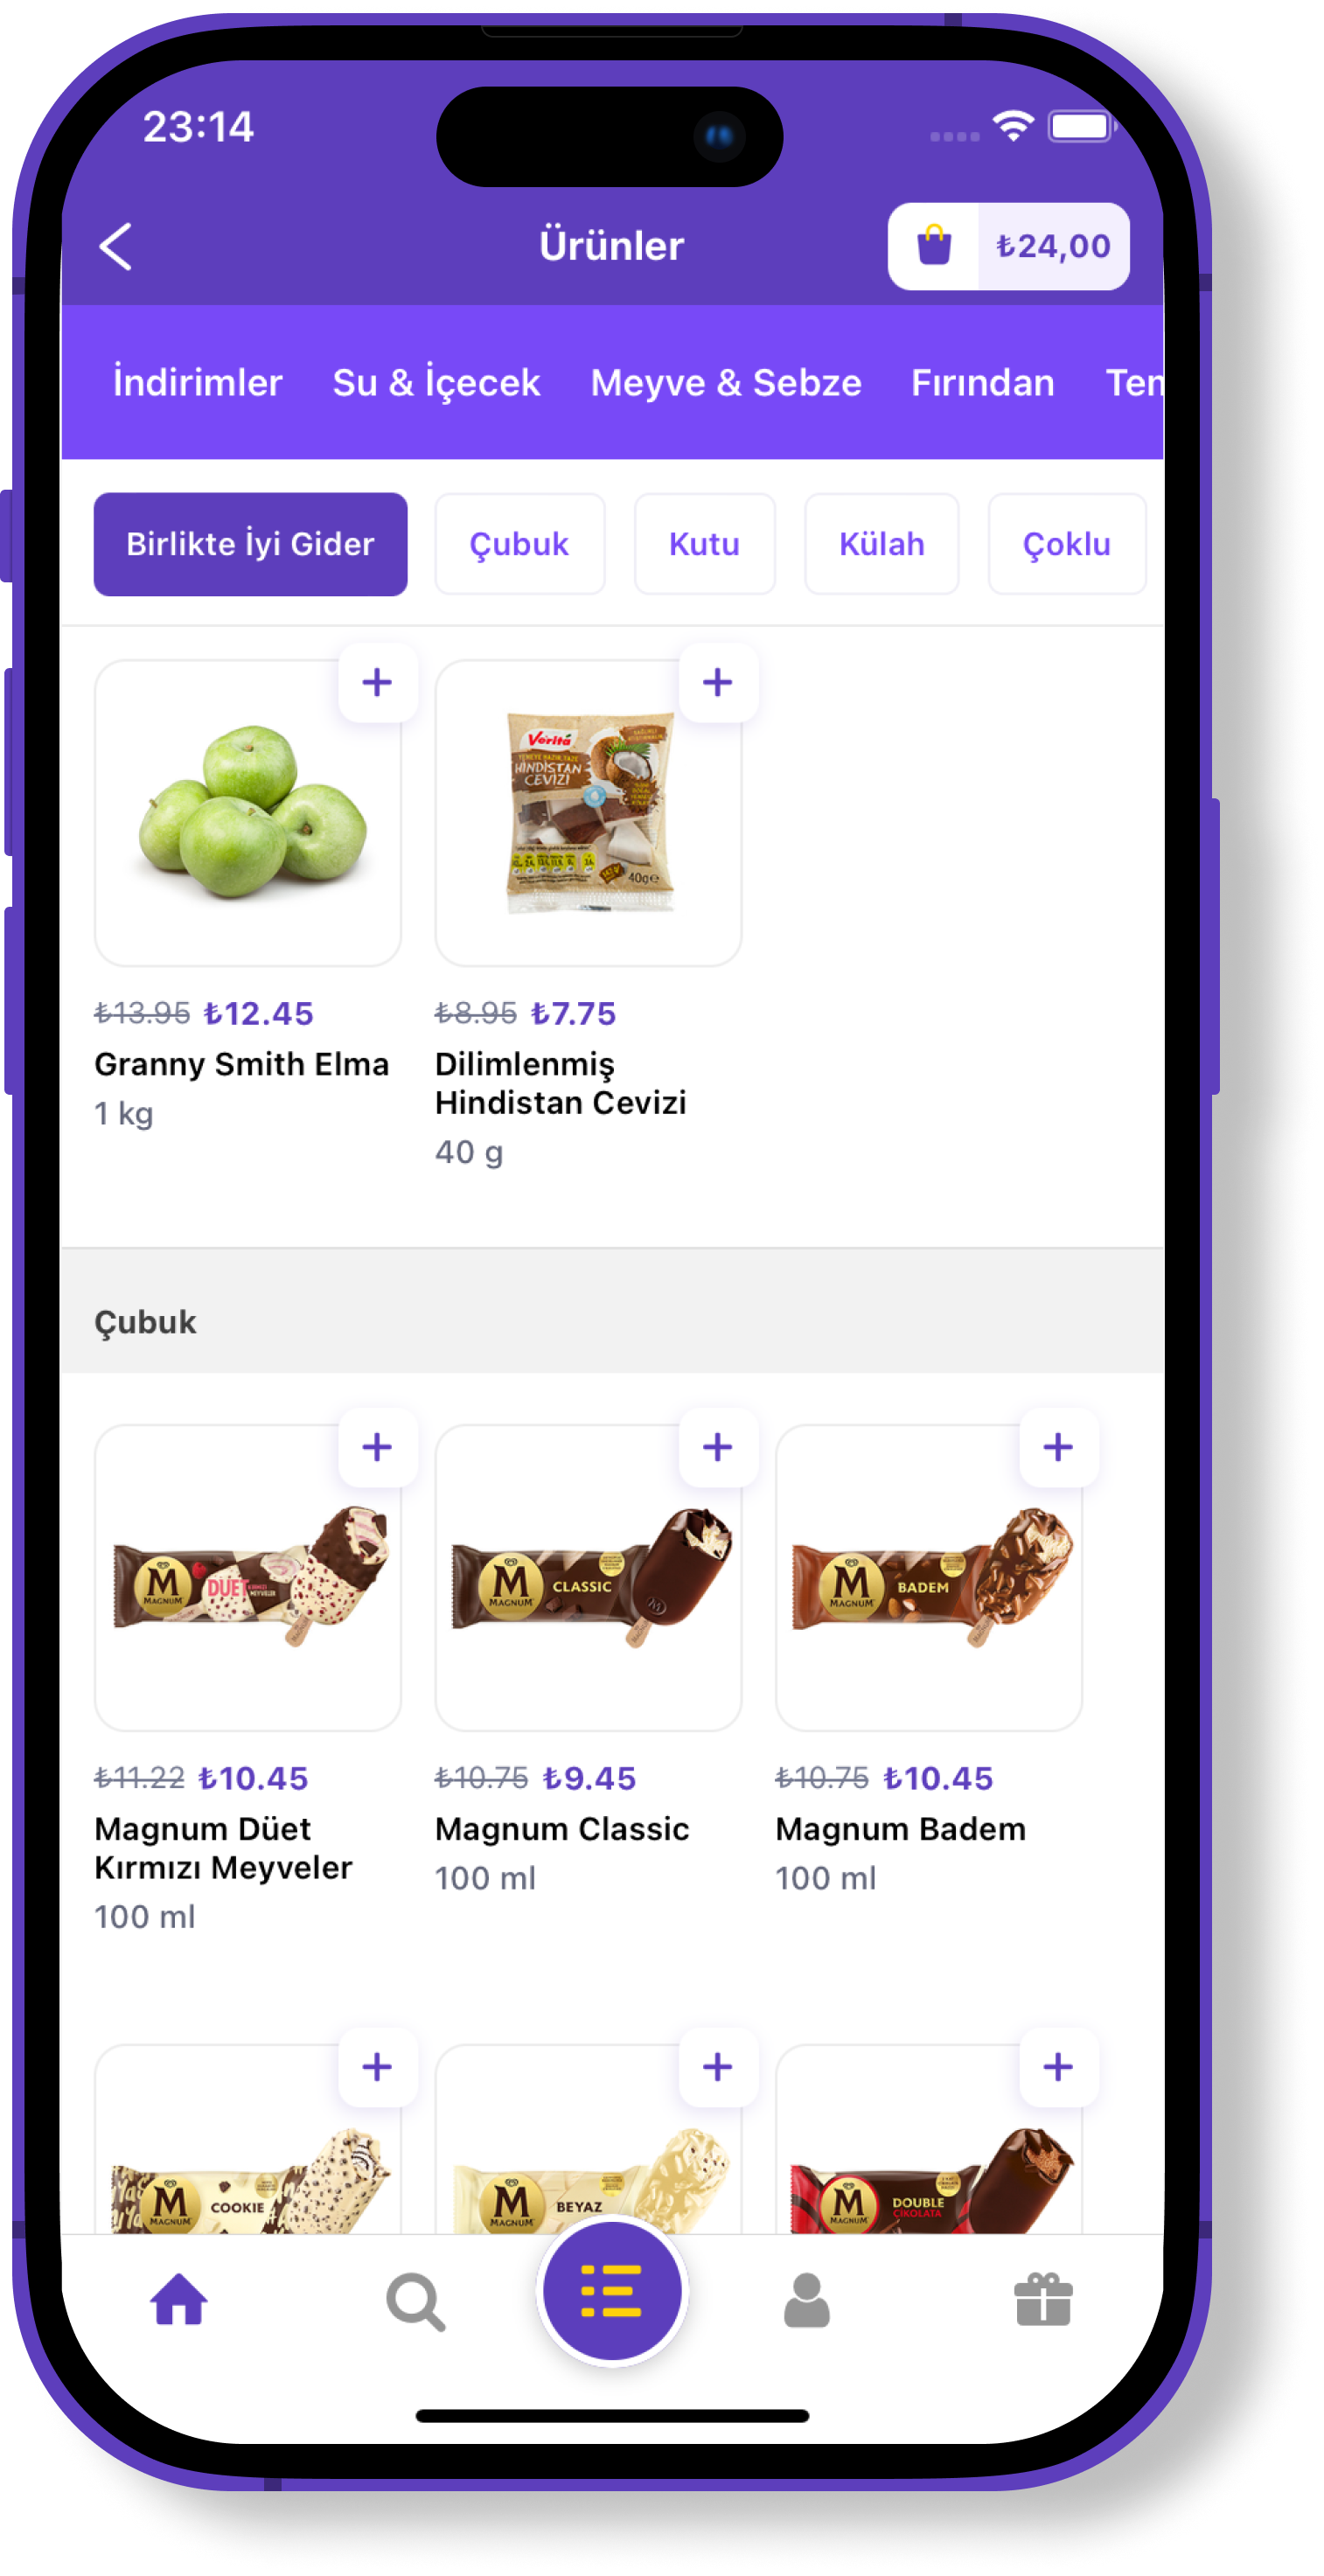 23:14
Ürünler
₺24,00
İndirimler Su & İçecek Meyve & Sebze Fırından Tem
Birlikte İyi Gider Çubuk Kutu Külah Çoklu
Verita
HİNDİSTAN
CEVİZİ
40g e
₺13.95 ₺12.45
Granny Smith Elma
1 kg
₺8.95 ₺7.75
Dilimlenmiş
Hindistan Cevizi
40 g
Çubuk
M MAGNUM DUET KIRMIZI MEYVELER
M MAGNUM CLASSIC
M MAGNUM BADEM
₺11.22 ₺10.45
Magnum Düet
Kırmızı Meyveler
100 ml
₺10.75 ₺9.45
Magnum Classic
100 ml
₺10.75 ₺10.45
Magnum Badem
100 ml
M MAGNUM COOKIE
M MAGNUM BEYAZ
M MAGNUM DOUBLE ÇİKOLATA